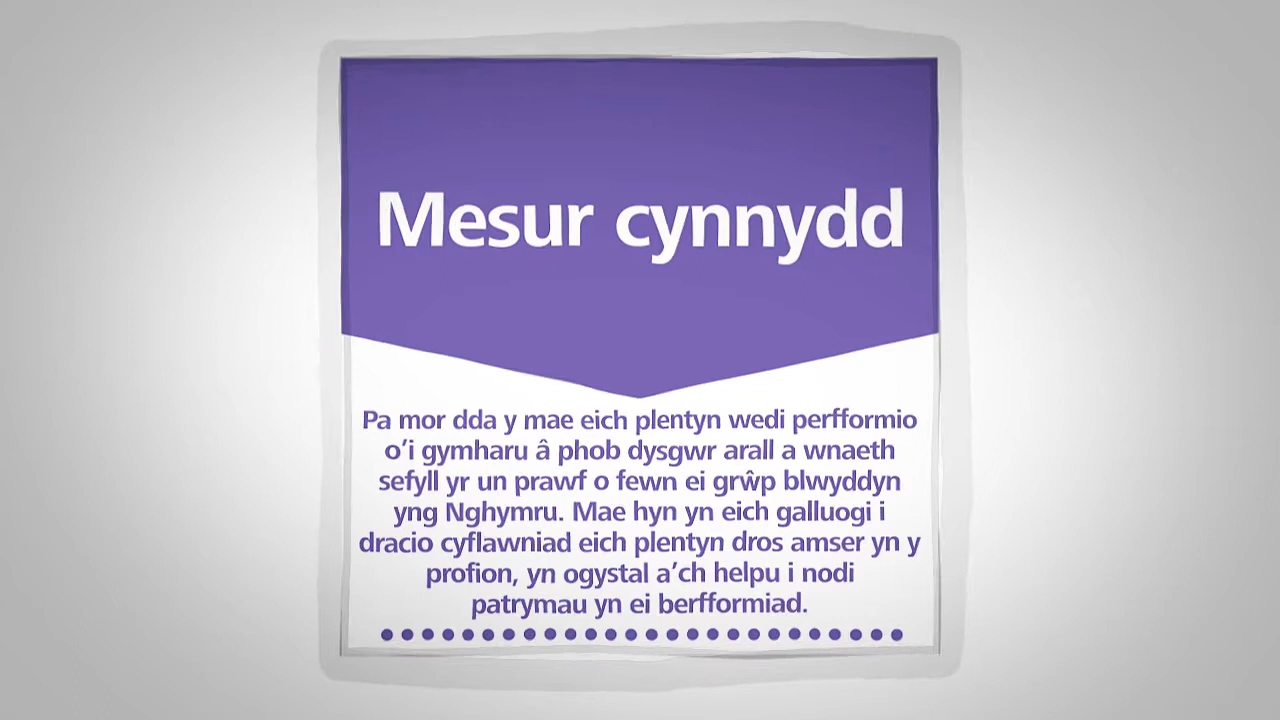 Mesur cynnydd
Pa mor dda y mae eich plentyn wedi perfformio
o’i gymharu â phob dysgwr arall a wnaeth
sefyll yr un prawf o fewn ei grŵp blwyddyn
yng Nghymru. Mae hyn yn eich galluogi i
dracio cyflawniad eich plentyn dros amser yn y
profion, yn ogystal a’ch helpu i nodi
patrymau yn ei berfformiad.